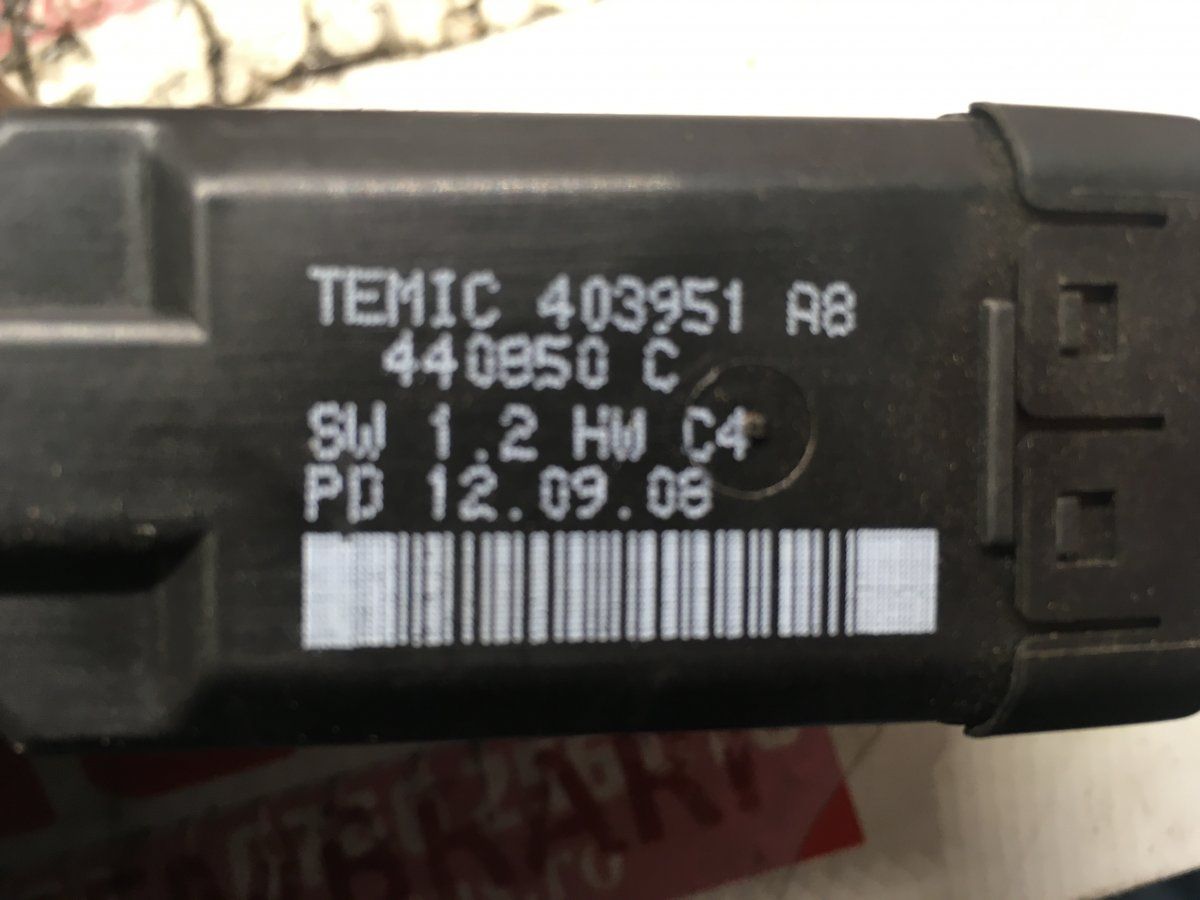 TEMIC 403951 A8
440850 C
SW 1.2 HW C4
PD 12.09.08